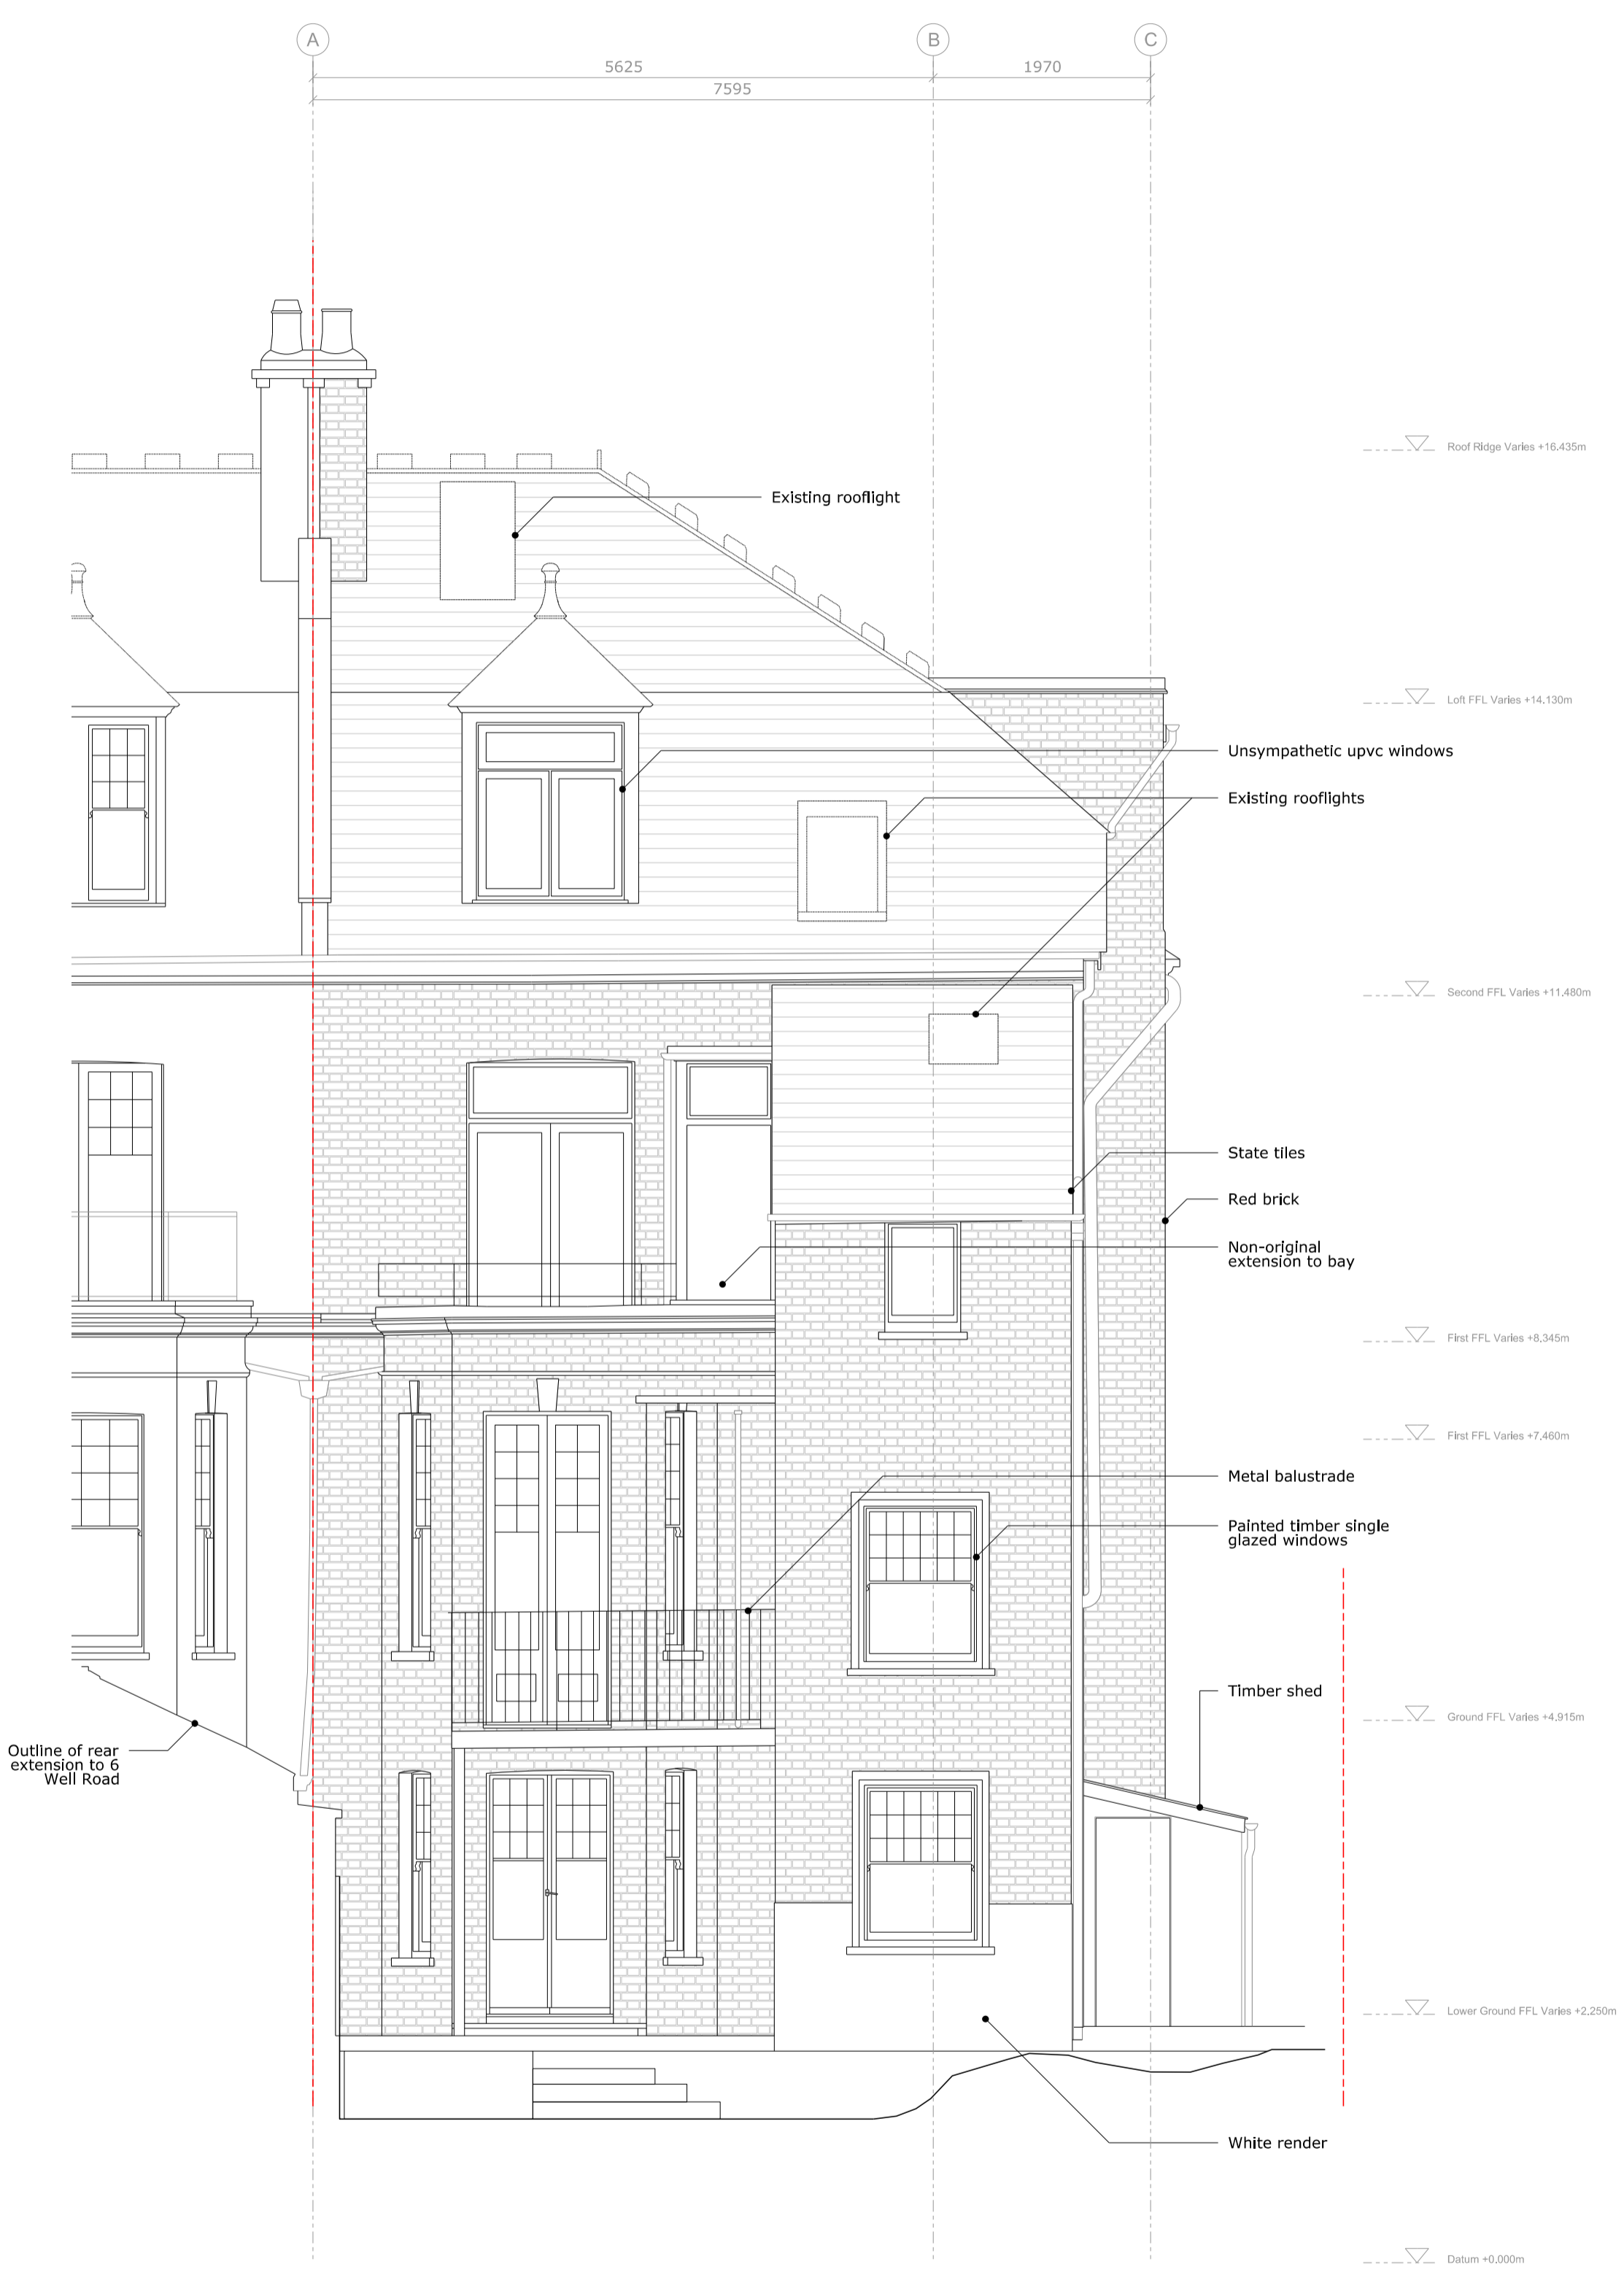 A
B
C
5625
1970
7595
Roof Ridge Varies +16.435m
Existing rooflight
Loft FFL Varies +14.130m
Unsympathetic upvc windows
Existing rooflights
Second FFL Varies +11.480m
State tiles
Red brick
Non-original
extension to bay
First FFL Varies +8.345m
First FFL Varies +7.460m
Metal balustrade
Painted timber single
glazed windows
Timber shed
Ground FFL Varies +4.915m
Outline of rear
extension to 6
Well Road
Lower Ground FFL Varies +2.250m
White render
Datum +0.000m